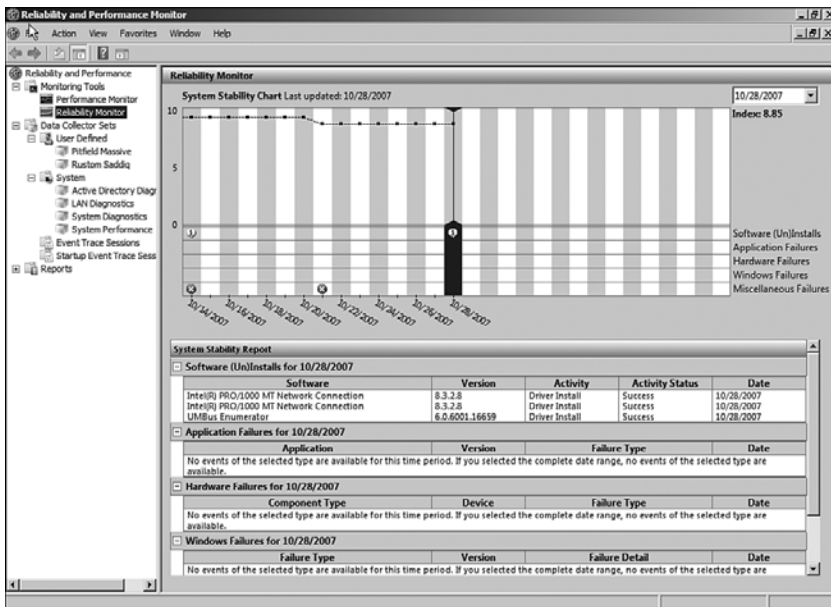 Reliability and Performance Monitor
Action View Favorites Window Help
Reliability and Performance
Monitoring Tools
Performance Monitor
Reliability Monitor
Data Collector Sets
User Defined
Pitfield Massive
Rustom Saddiq
System
Active Directory Diagr
LAN Diagnostics
System Diagnostics
System Performance
Event Trace Sessions
Startup Event Trace Sess
Reports
Reliability Monitor
System Stability Chart Last updated: 10/28/2007
10/28/2007
Index: 8.85
10
5
0
Software (Un)Installs
Application Failures
Hardware Failures
Windows Failures
Miscellaneous Failures
10/14/2007 10/16/2007 10/18/2007 10/20/2007 10/22/2007 10/24/2007 10/26/2007 10/28/2007
System Stability Report
Software (Un)Installs for 10/28/2007
Software Version Activity Activity Status Date
Intel(R) PRO/1000 MT Network Connection 8.3.2.8 Driver Install Success 10/28/2007
Intel(R) PRO/1000 MT Network Connection 8.3.2.8 Driver Install Success 10/28/2007
UMBus Enumerator 6.0.6001.16659 Driver Install Success 10/28/2007
Application Failures for 10/28/2007
Application Version Failure Type Date
No events of the selected type are available for this time period. If you selected the complete date range, no events of the selected type are
available.
Hardware Failures for 10/28/2007
Component Type Device Failure Type Date
No events of the selected type are available for this time period. If you selected the complete date range, no events of the selected type are
available.
Windows Failures for 10/28/2007
Failure Type Version Failure Detail Date
No events of the selected type are available for this time period. If you selected the complete date range, no events of the selected type are